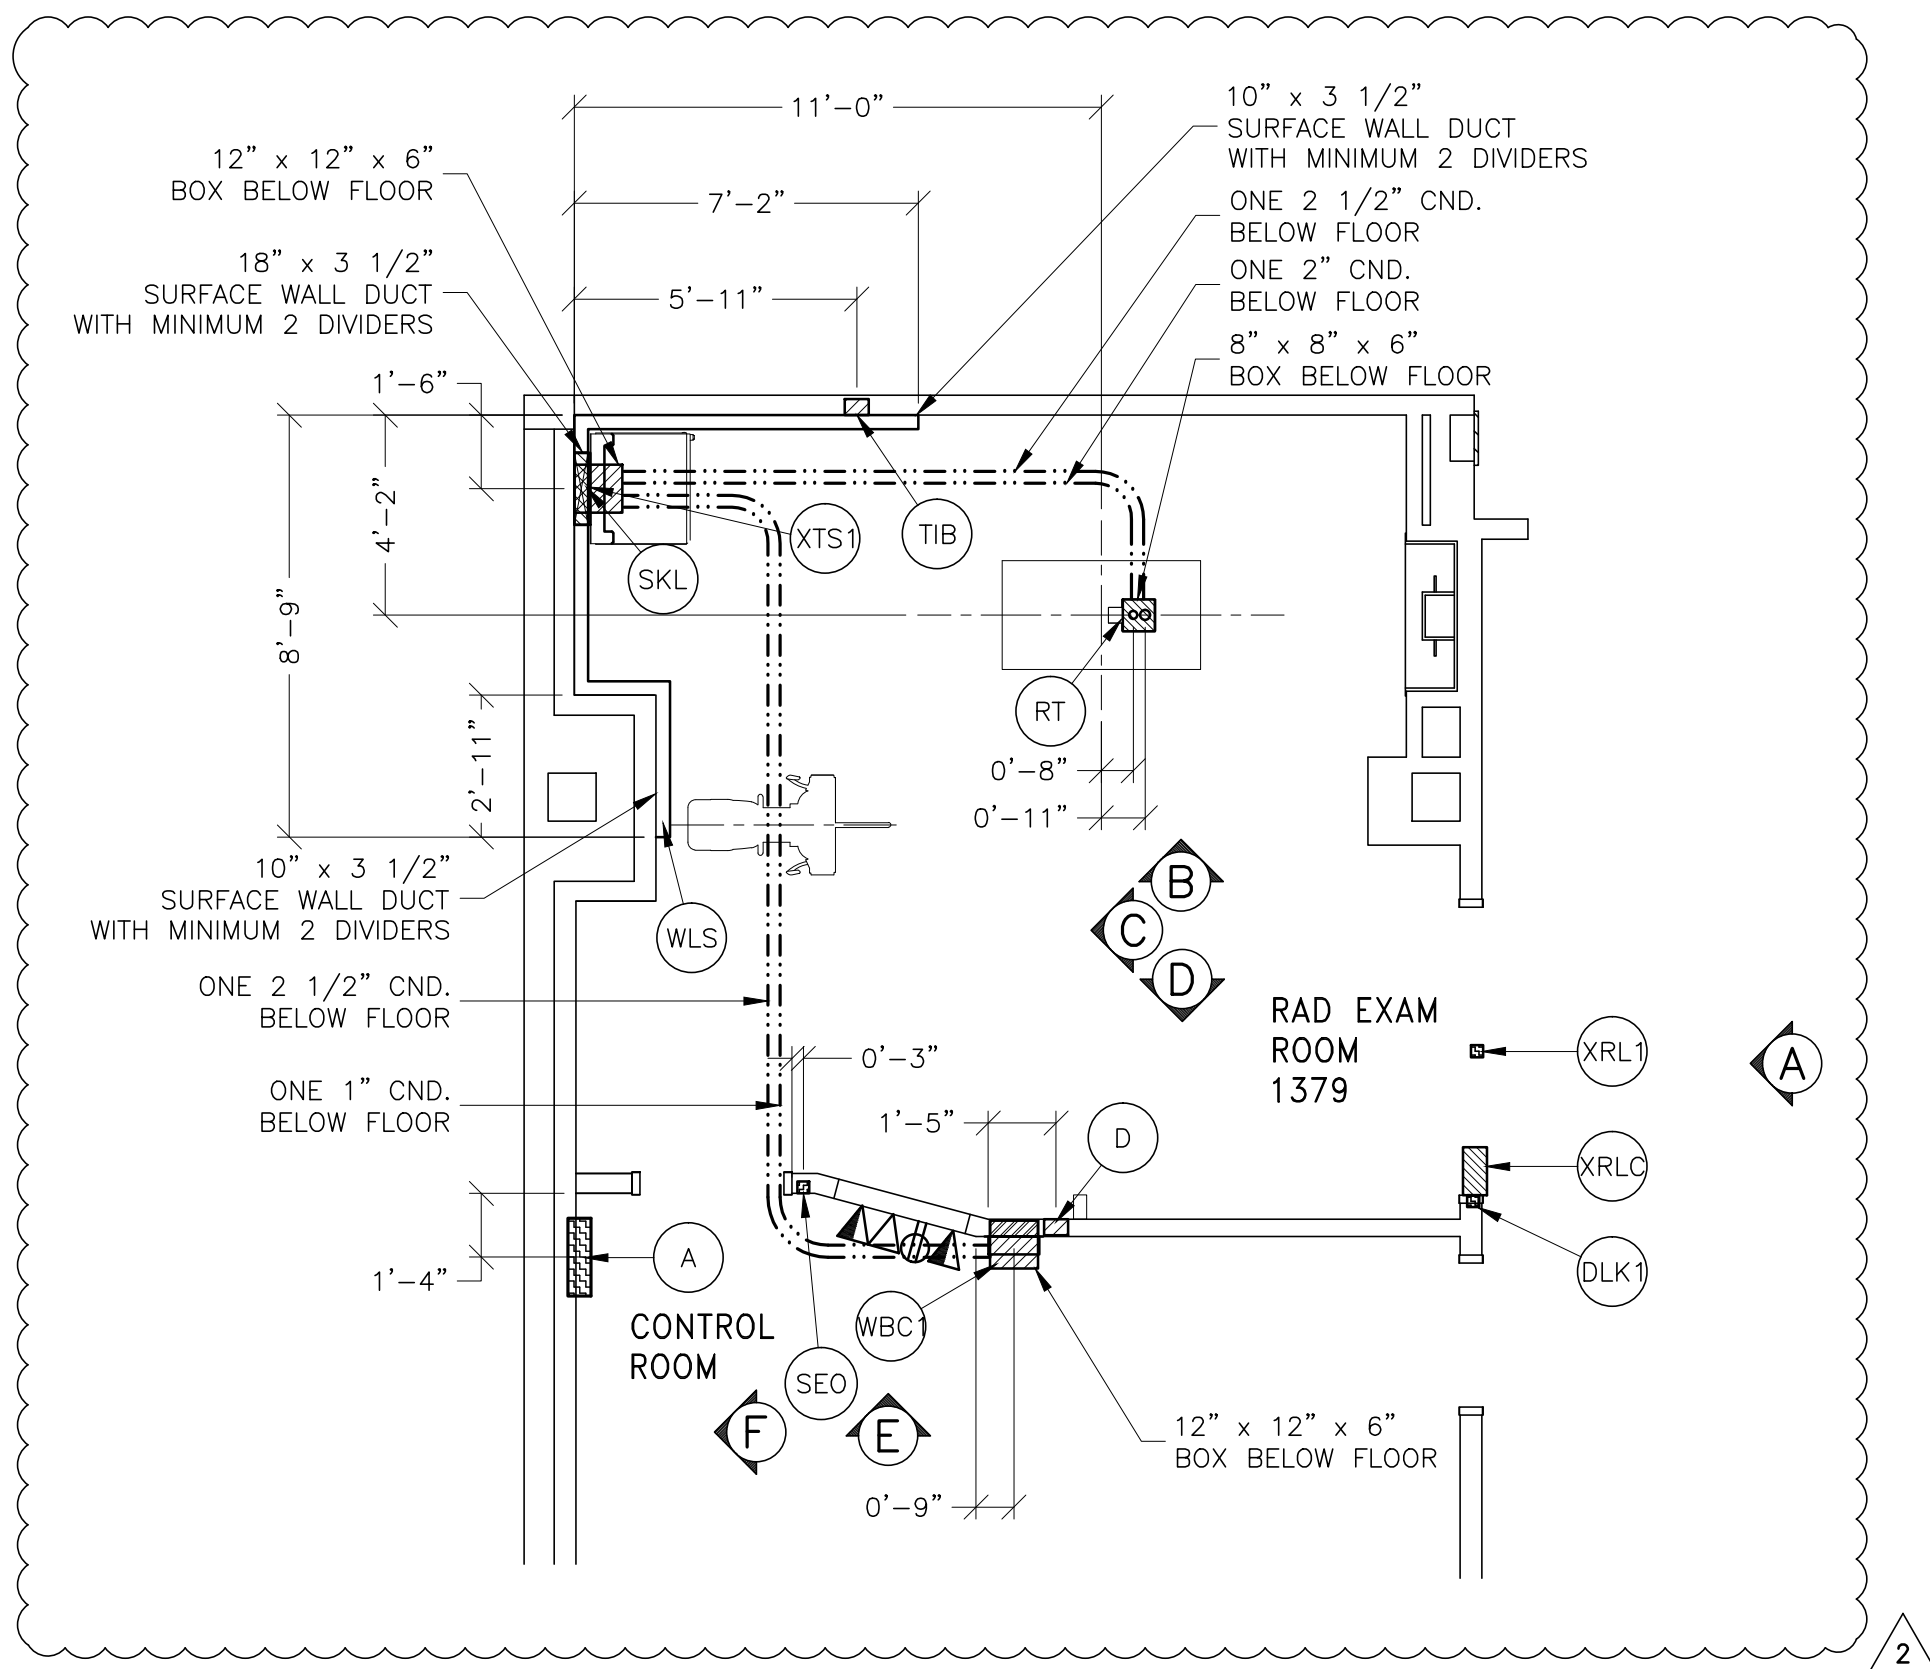 11'-0"
10" x 3 1/2"
SURFACE WALL DUCT
WITH MINIMUM 2 DIVIDERS
12" x 12" x 6"
BOX BELOW FLOOR
7'-2"
ONE 2 1/2" CND.
BELOW FLOOR
18" x 3 1/2"
SURFACE WALL DUCT
WITH MINIMUM 2 DIVIDERS
5'-11"
ONE 2" CND.
BELOW FLOOR
8" x 8" x 6"
BOX BELOW FLOOR
1'-6"
4'-2"
8'-9"
XTS1
TIB
SKL
RT
2'-11"
0'-8"
0'-11"
10" x 3 1/2"
SURFACE WALL DUCT
WITH MINIMUM 2 DIVIDERS
WLS
B
C
D
ONE 2 1/2" CND.
BELOW FLOOR
RAD EXAM
ROOM
1379
XRL1
A
0'-3"
ONE 1" CND.
BELOW FLOOR
1'-5"
D
XRLC
A
1'-4"
DLK1
CONTROL
ROOM
WBC1
SEO
F
E
12" x 12" x 6"
BOX BELOW FLOOR
0'-9"
2